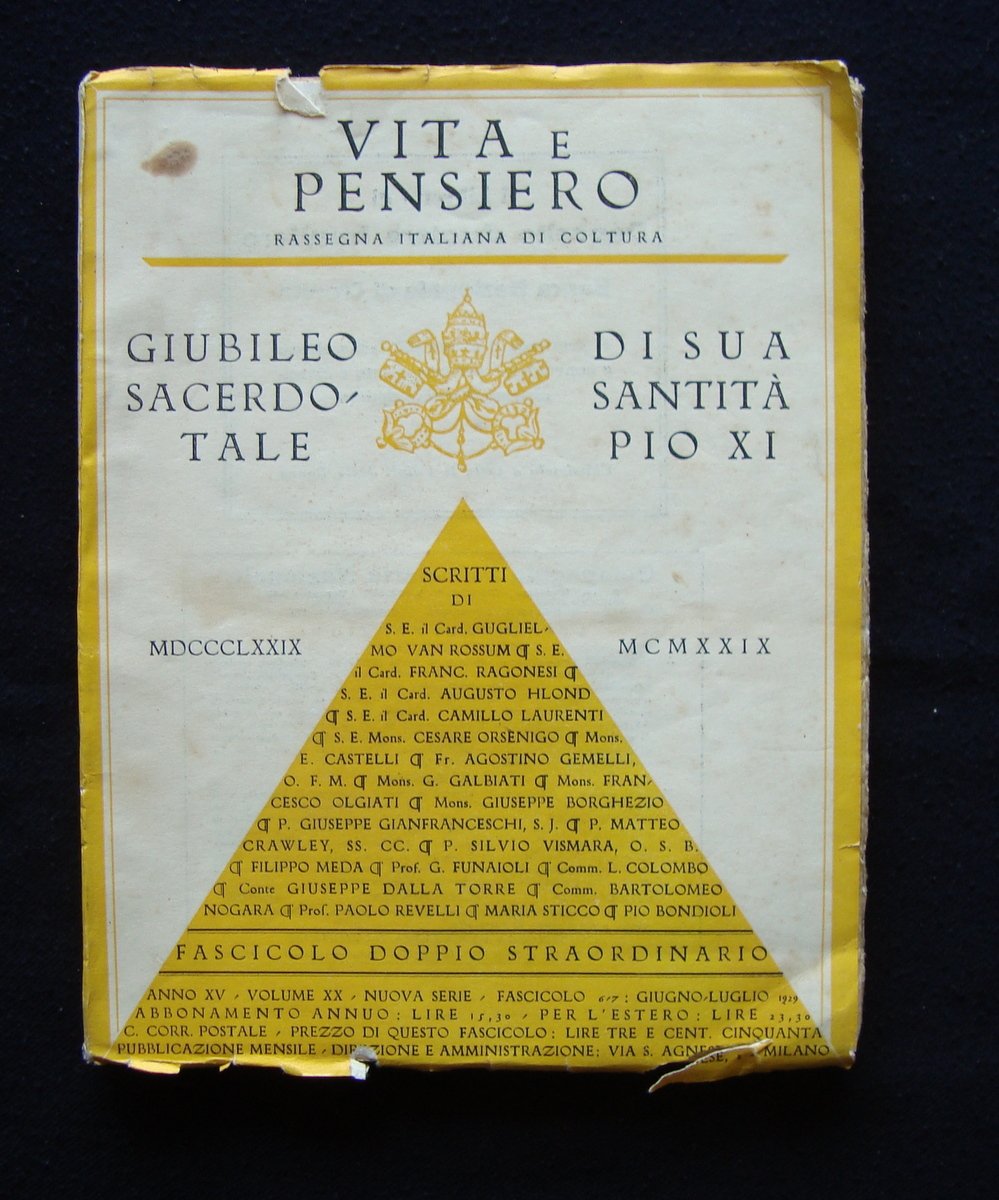 VITA E
PENSIERO
RASSEGNA ITALIANA DI COLTURA
GIUBILEO
SACERDO-
TALE
DI SUA
SANTITÀ
PIO XI
SCRITTI
DI
MDCCCLXXIX
MCMXXIX
S. E. il Card. GUGLIEL-
MO VAN ROSSUM ¶ S. E.
il Card. FRANC. RAGONESI ¶
S. E. il Card. AUGUSTO HLOND
¶ S. E. il Card. CAMILLO LAURENTI
¶ S. E. Mons. CESARE ORSÈNIGO ¶ Mons.
E. CASTELLI ¶ Fr. AGOSTINO GEMELLI,
O. F. M. ¶ Mons. G. GALBIATI ¶ Mons. FRAN-
CESCO OLGIATI ¶ Mons. GIUSEPPE BORGHEZIO
¶ P. GIUSEPPE GIANFRANCESCHI, S. J. ¶ P. MATTEO
CRAWLEY, SS. CC. ¶ P. SILVIO VISMARA, O. S. B.
¶ FILIPPO MEDA ¶ Prof. G. FUNAIOLI ¶ Comm. L. COLOMBO
¶ Conte GIUSEPPE DALLA TORRE ¶ Comm. BARTOLOMEO
NOGARA ¶ Prof. PAOLO REVELLI ¶ MARIA STICCO ¶ PIO BONDIOLI
FASCICOLO DOPPIO STRAORDINARIO
ANNO XV - VOLUME XX - NUOVA SERIE - FASCICOLO 6-7 : GIUGNO-LUGLIO 1929
ABBONAMENTO ANNUO : LIRE 15,30 - PER L'ESTERO : LIRE 23,30
C. CORR. POSTALE - PREZZO DI QUESTO FASCICOLO : LIRE TRE E CENT. CINQUANTA
PUBBLICAZIONE MENSILE - DIREZIONE E AMMINISTRAZIONE : VIA S. AGNESE, MILANO